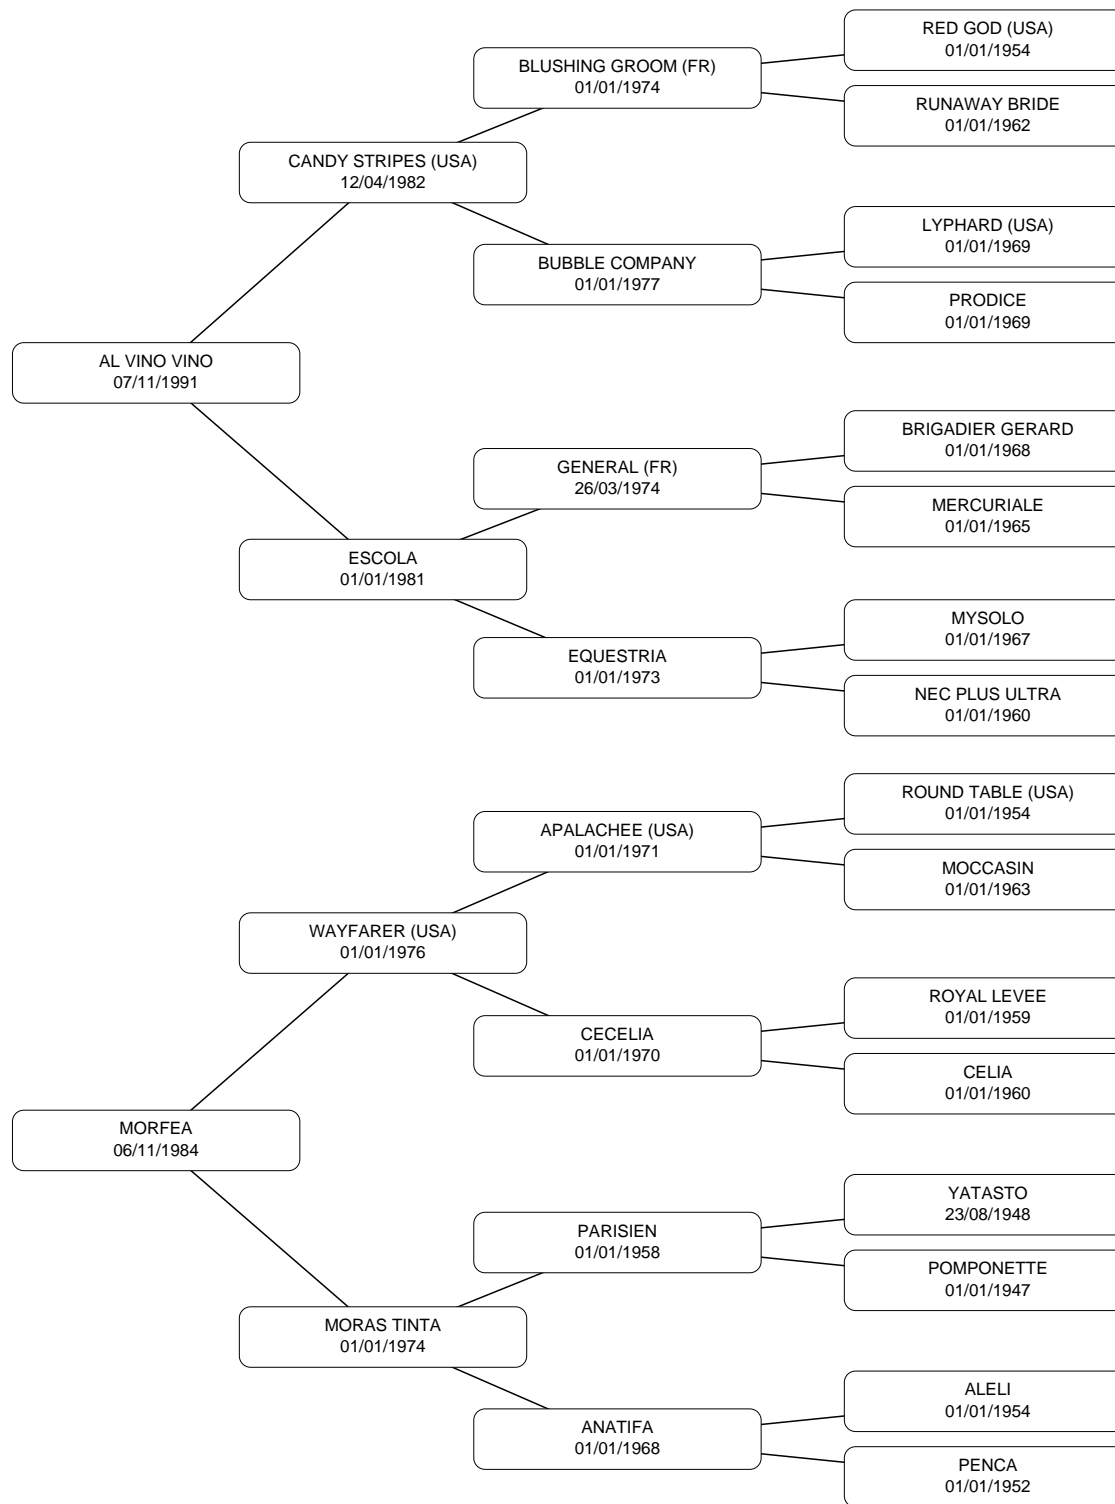 RED GOD (USA)
01/01/1954
BLUSHING GROOM (FR)
01/01/1974
RUNAWAY BRIDE
01/01/1962
CANDY STRIPES (USA)
12/04/1982
LYPHARD (USA)
01/01/1969
BUBBLE COMPANY
01/01/1977
PRODICE
01/01/1969
AL VINO VINO
07/11/1991
BRIGADIER GERARD
01/01/1968
GENERAL (FR)
26/03/1974
MERCURIALE
01/01/1965
ESCOLA
01/01/1981
MYSOLO
01/01/1967
EQUESTRIA
01/01/1973
NEC PLUS ULTRA
01/01/1960
ROUND TABLE (USA)
01/01/1954
APALACHEE (USA)
01/01/1971
MOCCASIN
01/01/1963
WAYFARER (USA)
01/01/1976
ROYAL LEVEE
01/01/1959
CECELIA
01/01/1970
CELIA
01/01/1960
MORFEA
06/11/1984
YATASTO
23/08/1948
PARISIEN
01/01/1958
POMPONETTE
01/01/1947
MORAS TINTA
01/01/1974
ALELI
01/01/1954
ANATIFA
01/01/1968
PENCA
01/01/1952